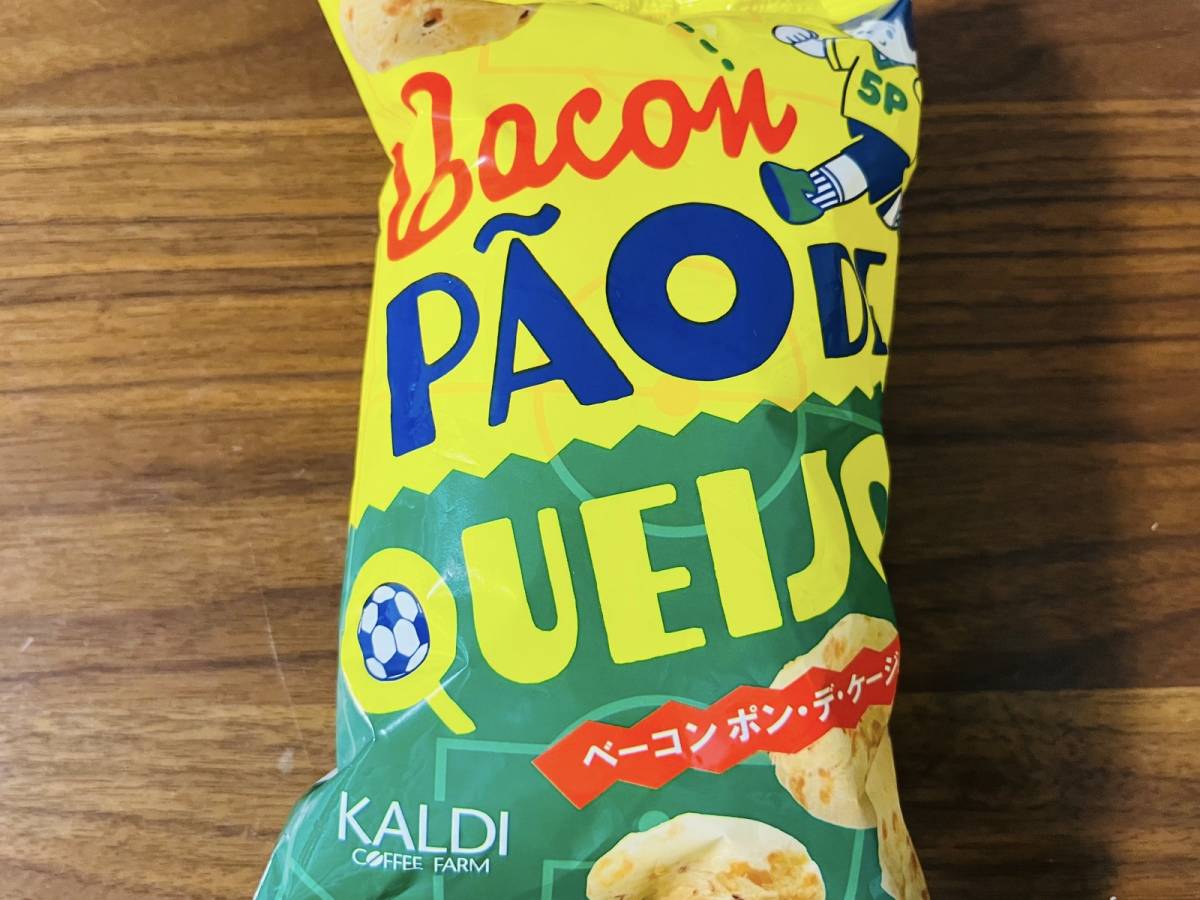 Bacon
5P
PÃO DE
QUEIJO
ベーコン ポン・デ・ケージ
KALDI
COFFEE FARM